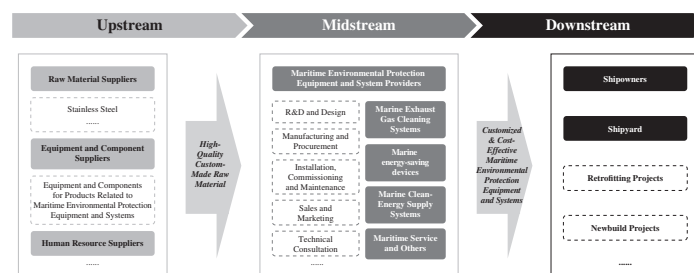 Upstream
Midstream
Downstream
Raw Material Suppliers
Stainless Steel
......
Equipment and Component
Suppliers
Equipment and Components
for Products Related to
Maritime Environmental Protection
Equipment and Systems
Human Resource Suppliers
......
High-
Quality
Custom-
Made Raw
Material
Maritime Environmental Protection
Equipment and System Providers
R&D and Design
Manufacturing and
Procurement
Installation,
Commissioning
and Maintenance
Sales and
Marketing
Technical
Consultation
......
Marine Exhaust
Gas Cleaning
Systems
Marine
energy-saving
devices
Marine Clean-
Energy Supply
Systems
Maritime Service
and Others
Customized
& Cost-
Effective
Maritime
Environmental
Protection
Equipment
and Systems
Shipowners
Shipyard
Retrofitting Projects
Newbuild Projects
......